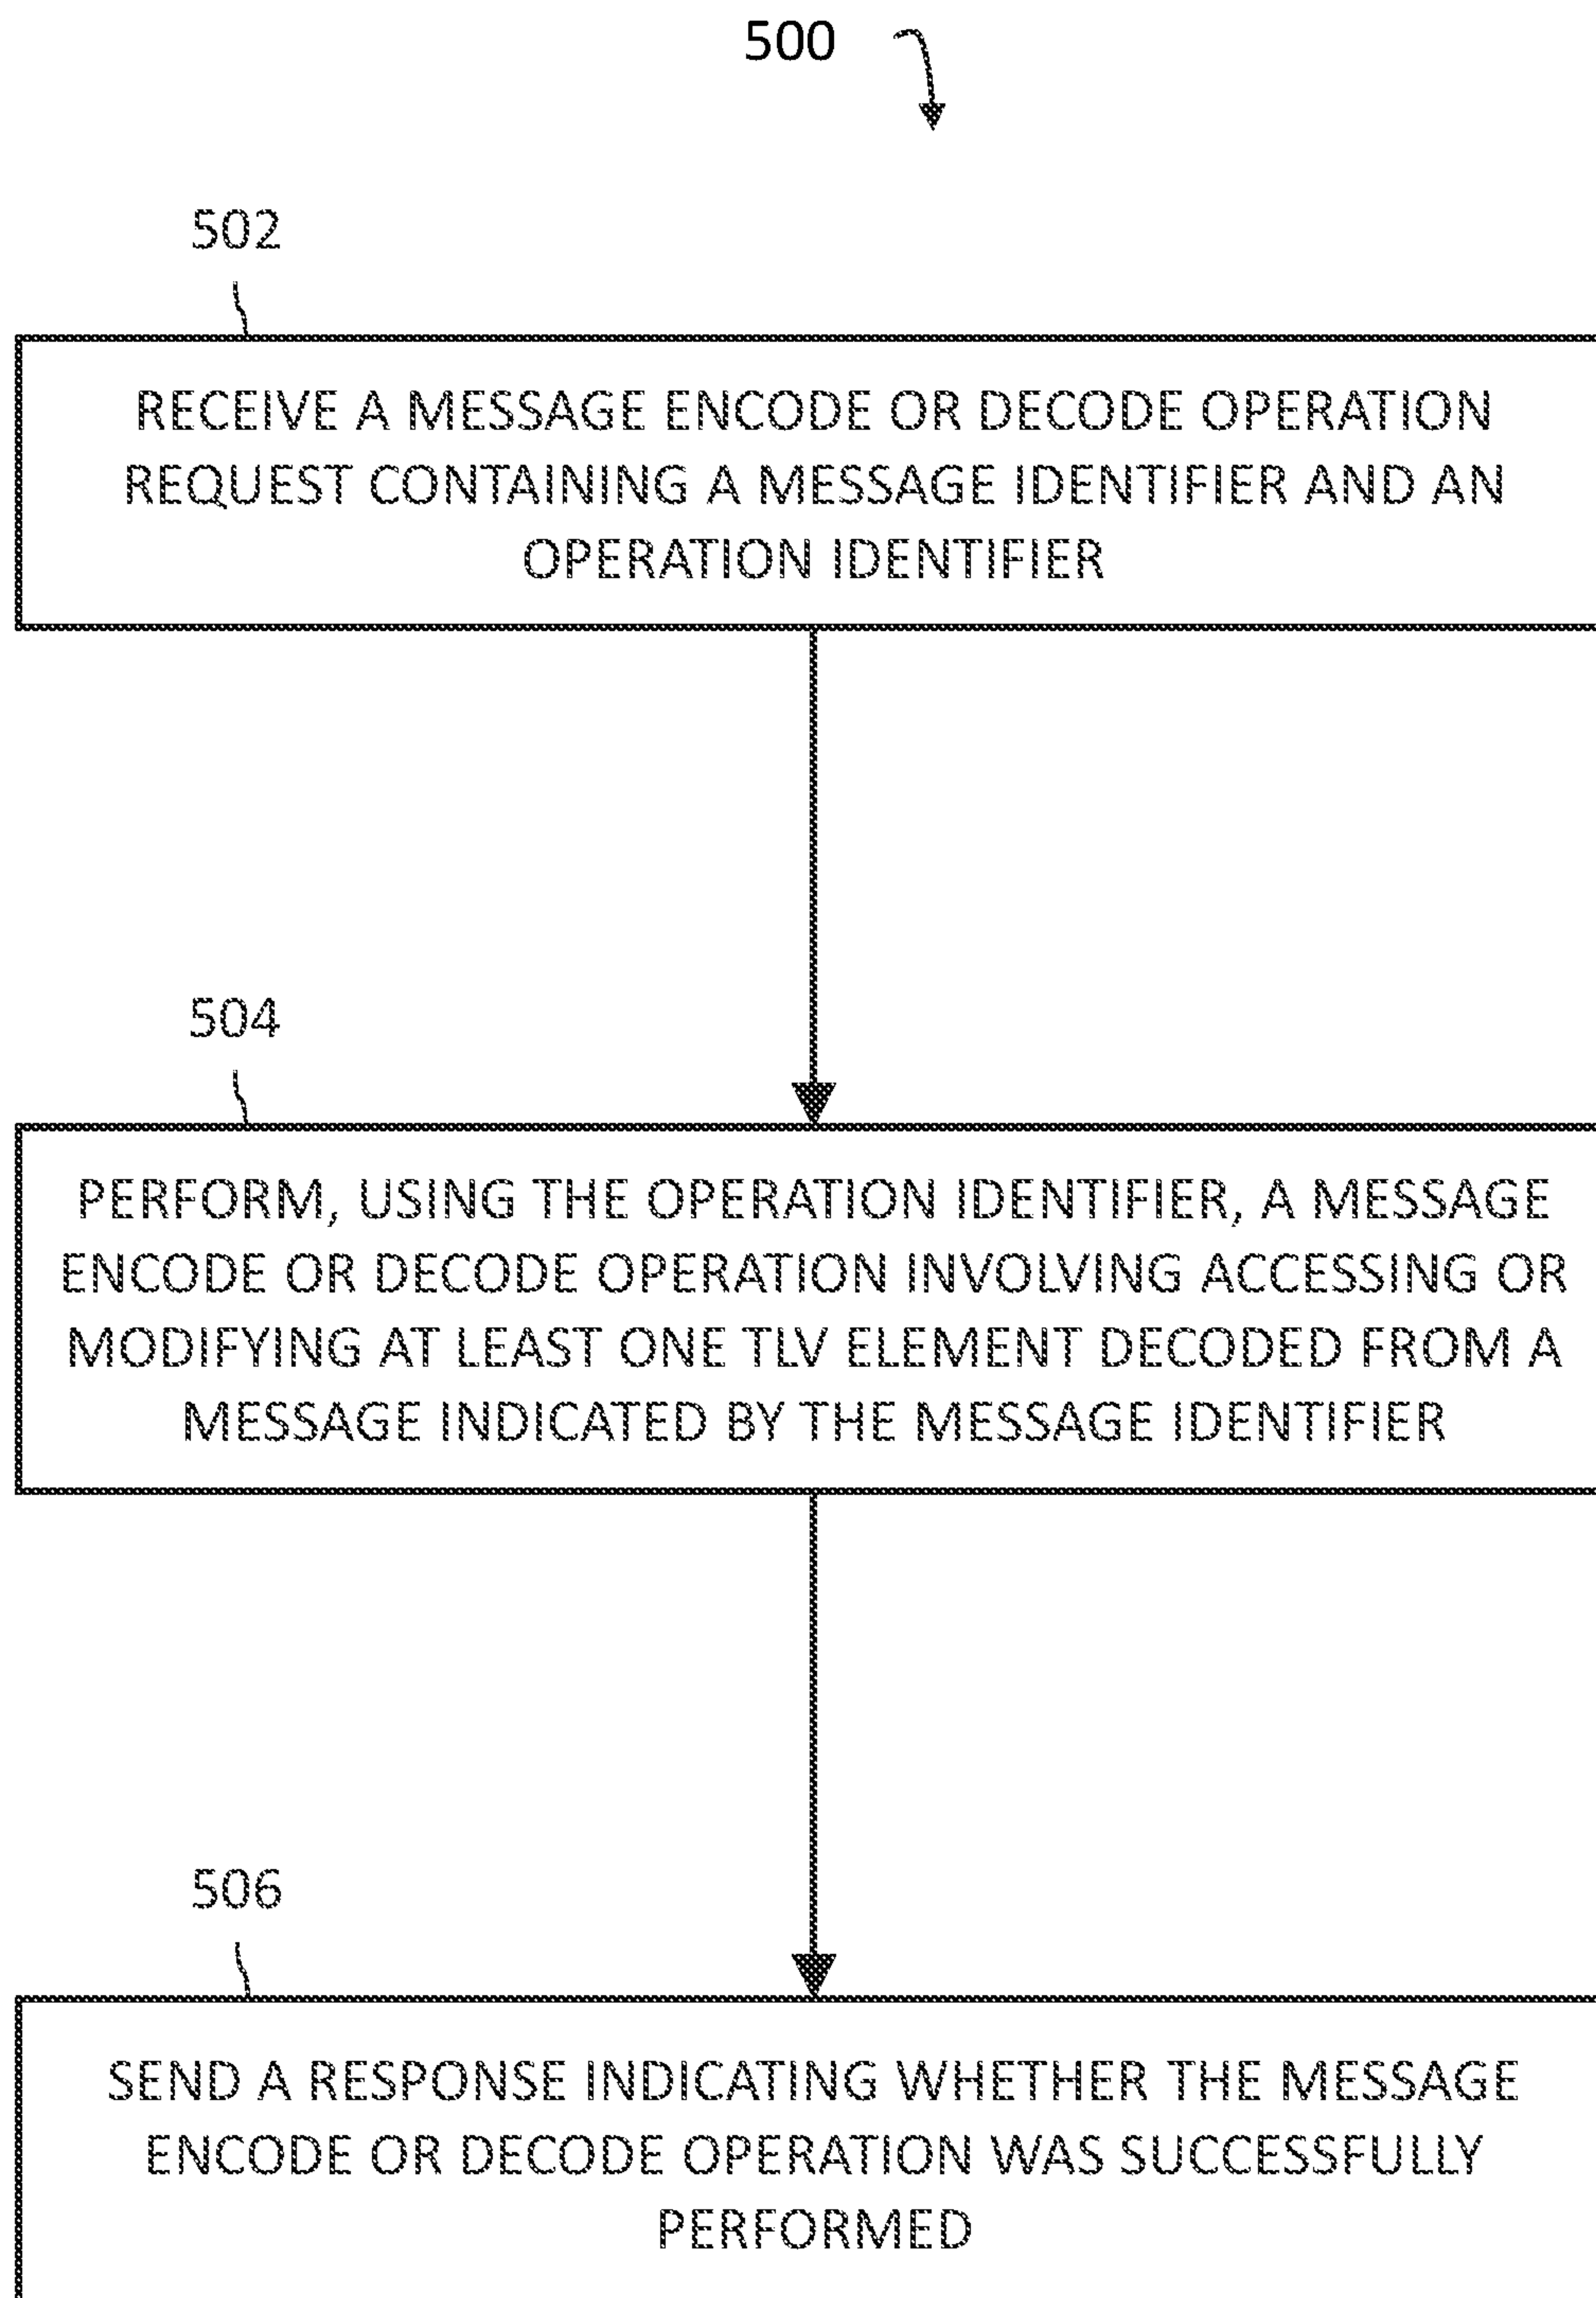 500
502
RECEIVE A MESSAGE ENCODE OR DECODE OPERATION
REQUEST CONTAINING A MESSAGE IDENTIFIER AND AN
OPERATION IDENTIFIER
504
PERFORM, USING THE OPERATION IDENTIFIER, A MESSAGE
ENCODE OR DECODE OPERATION INVOLVING ACCESSING OR
MODIFYING AT LEAST ONE TLV ELEMENT DECODED FROM A
MESSAGE INDICATED BY THE MESSAGE IDENTIFIER
506
SEND A RESPONSE INDICATING WHETHER THE MESSAGE
ENCODE OR DECODE OPERATION WAS SUCCESSFULLY
PERFORMED